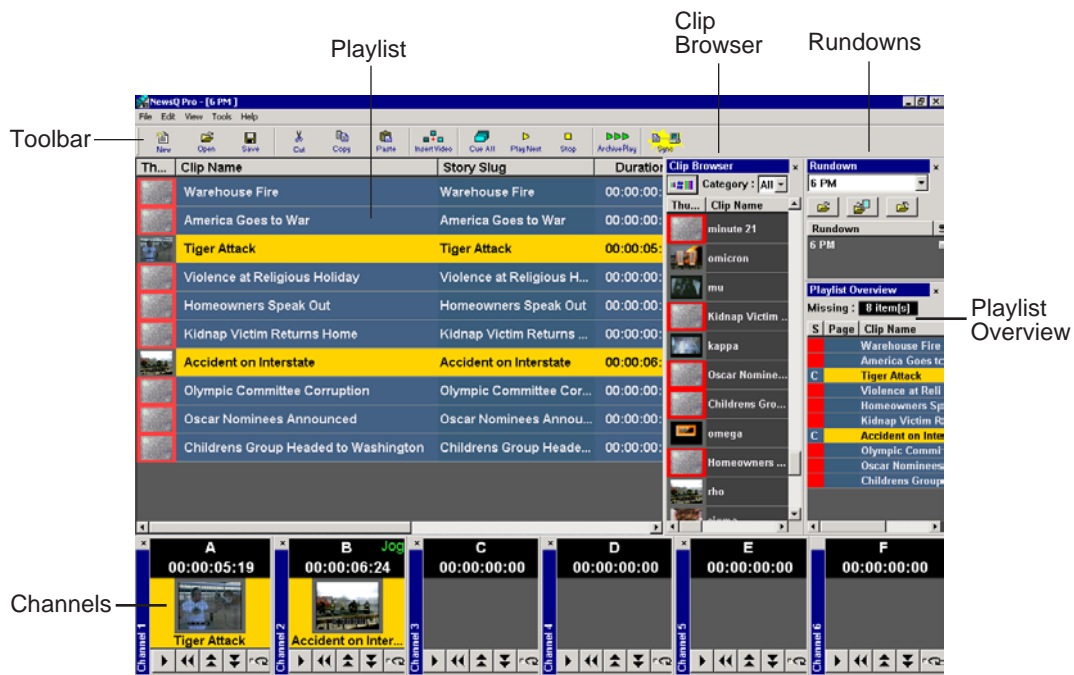 Clip
Browser
Playlist
Rundowns
NewsQ Pro - [6 PM ]
File Edit View Tools Help
Toolbar
New Open Save Cut Copy Paste Insert Video Cue All Play Next Stop Archive Play Sync
Th... Clip Name Story Slug Duration
Warehouse Fire Warehouse Fire 00:00:00:
America Goes to War America Goes to War 00:00:00:
Tiger Attack Tiger Attack 00:00:05:
Violence at Religious Holiday Violence at Religious H... 00:00:00:
Homeowners Speak Out Homeowners Speak Out 00:00:00:
Kidnap Victim Returns Home Kidnap Victim Returns ... 00:00:00:
Accident on Interstate Accident on Interstate 00:00:06:
Olympic Committee Corruption Olympic Committee Cor... 00:00:00:
Oscar Nominees Announced Oscar Nominees Annou... 00:00:00:
Childrens Group Headed to Washington Childrens Group Heade... 00:00:00:
Clip Browser
Category : All
Thu... Clip Name
minute 21
omicron
mu
Kidnap Victim ..
kappa
Oscar Nomine...
Childrens Gro...
omega
Homeowners ...
rho
Rundown
6 PM
Rundown
6 PM
Playlist Overview
Missing : 8 item[s]
S Page Clip Name
Warehouse Fire
America Goes to
C Tiger Attack
Violence at Reli
Homeowners Sp
Kidnap Victim R
C Accident on Inter
Olympic Commi
Oscar Nominees
Childrens Group
Playlist
Overview
Channels
Channel 1
A
00:00:05:19
Tiger Attack
Channel 2
B Jog
00:00:06:24
Accident on Inter...
Channel 3
C
00:00:00:00
Channel 4
D
00:00:00:00
Channel 5
E
00:00:00:00
Channel 6
F
00:00:00:00